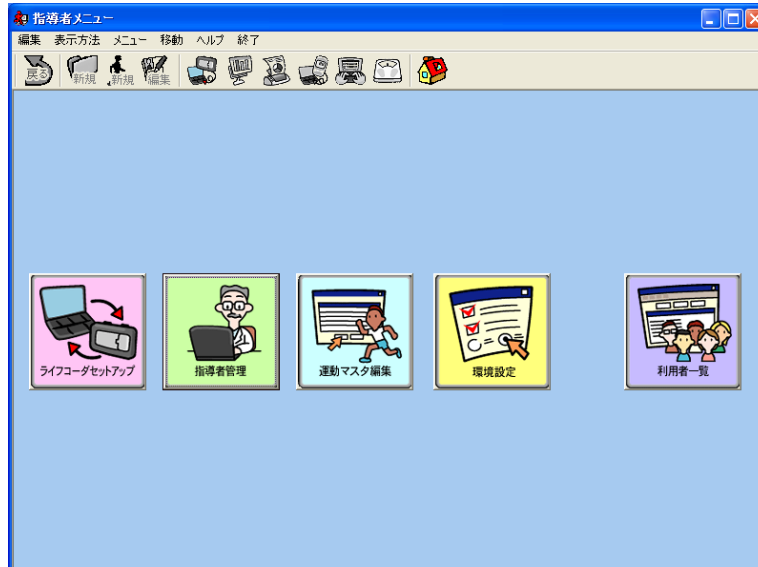 指導者メニュー
編集 表示方法 メニュー 移動 ヘルプ 終了
戻る 新規 新規 編集
ライフコーダセットアップ 指導者管理 運動マスタ編集 環境設定 利用者一覧